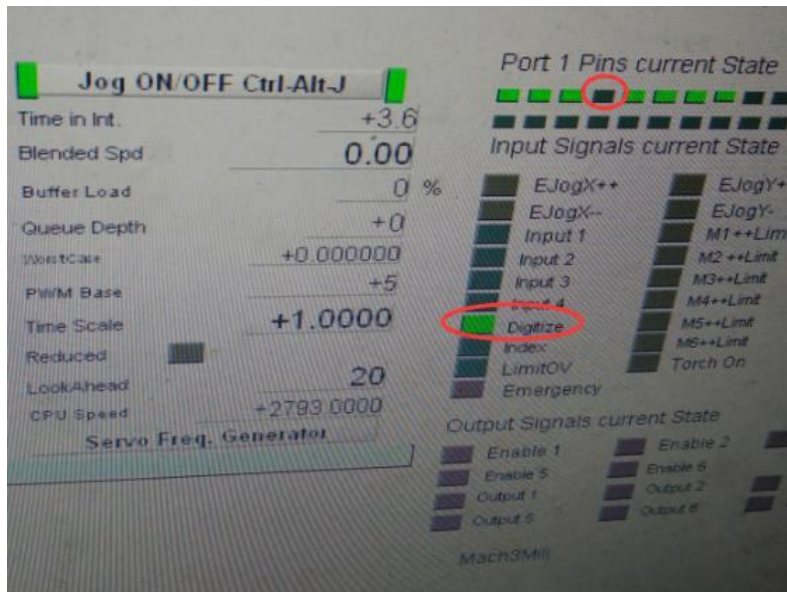 Jog ON/OFF Ctrl-Alt-J
Time in Int. +3.6
Blended Spd 0.00
Buffer Load 0 %
Queue Depth +0
WorstCase +0.000000
PWM Base +5
Time Scale +1.0000
Reduced
LookAhead 20
CPU Speed +2793.0000
Servo Freq. Generator
Port 1 Pins current State
Input Signals current State
EJogX++ EJogY+
EJogX-- EJogY-
Input 1 M1++Lim
Input 2 M2++Limit
Input 3 M3++Limit
Input 4 M4++Limit
Digitize M5++Limit
Index M6++Limit
LimitOV Torch On
Emergency
Output Signals current State
Enable 1 Enable 2
Enable 5 Enable 6
Output 1 Output 2
Output 5 Output 6
Mach3Mill